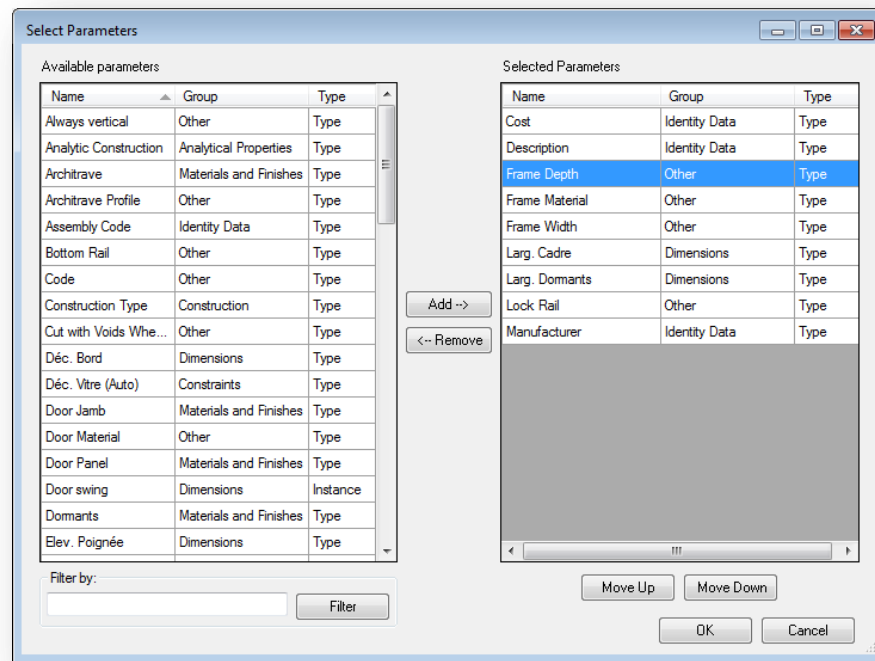 Select Parameters
Available parameters
Name Group Type
Always vertical Other Type
Analytic Construction Analytical Properties Type
Architrave Materials and Finishes Type
Architrave Profile Other Type
Assembly Code Identity Data Type
Bottom Rail Other Type
Code Other Type
Construction Type Construction Type
Cut with Voids Whe... Other Type
Déc. Bord Dimensions Type
Déc. Vitre (Auto) Constraints Type
Door Jamb Materials and Finishes Type
Door Material Other Type
Door Panel Materials and Finishes Type
Door swing Dimensions Instance
Dormants Materials and Finishes Type
Elev. Poignée Dimensions Type
Filter by:
Filter
Add -->
<-- Remove
Selected Parameters
Name Group Type
Cost Identity Data Type
Description Identity Data Type
Frame Depth Other Type
Frame Material Other Type
Frame Width Other Type
Larg. Cadre Dimensions Type
Larg. Dormants Dimensions Type
Lock Rail Other Type
Manufacturer Identity Data Type
Move Up Move Down
OK Cancel